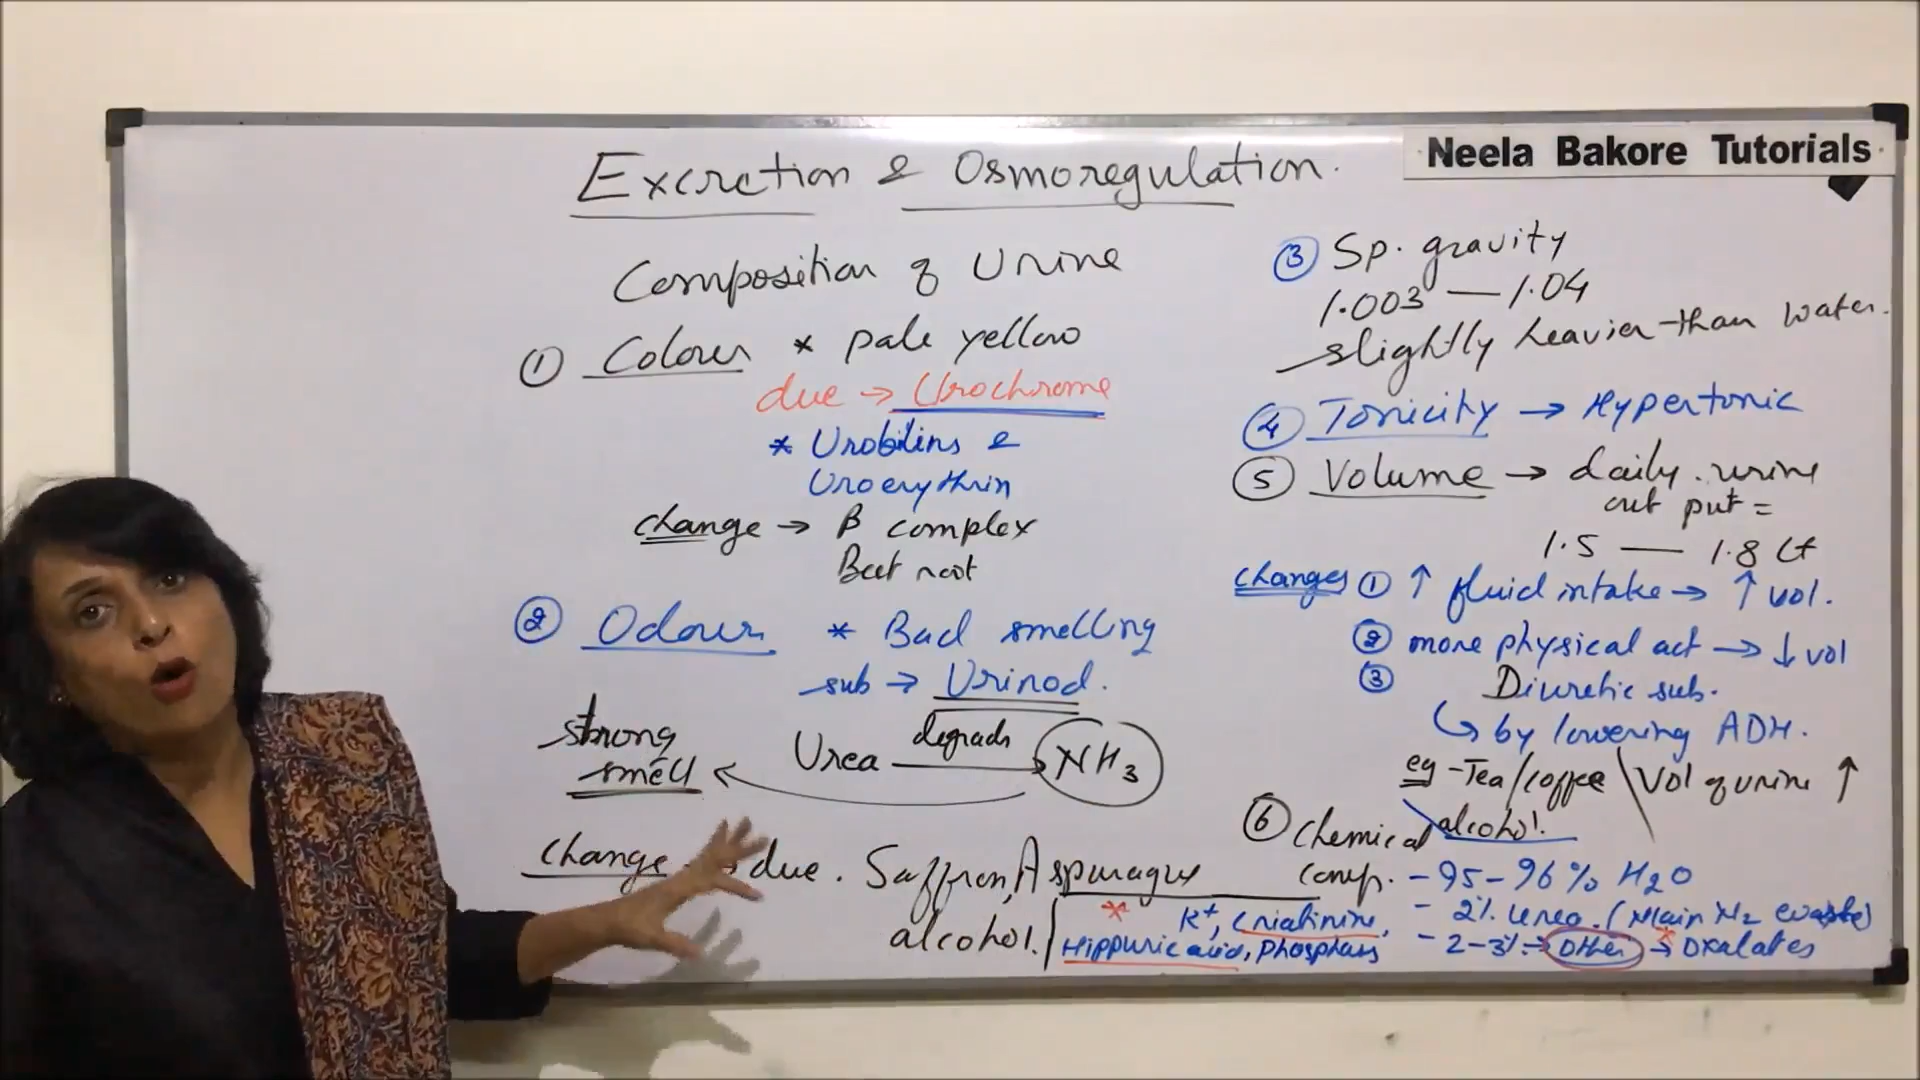 Neela Bakore Tutorials
Excretion & Osmoregulation.
Composition of Urine
① Colour * pale yellow
due → Urochrome
* Urobilins &
Uroerythrin
change → B complex
Beet root
② Odour * Bad smelling
sub → Urinod.
strong
smell
Urea degrads → NH3
change → due. Saffron, Asparagus
alcohol.
③ Sp. gravity
1.003 — 1.04
slightly heavier than water.
④ Tonicity → Hypertonic
⑤ Volume → daily urine
out put =
1.5 — 1.8 Lt
changes ① ↑ fluid intake → ↑ vol.
② more physical act → ↓ vol
③ Diuretic sub.
↳ by lowering ADH.
eg - Tea/coffee \ Vol of urine ↑
alcohol.
⑥ Chemical
comp. - 95-96% H2O
- 2% Urea. (Main N2 waste)
- 2-3% → Other → * Oxalates
* K+, Criatinine,
Hippuric acid, Phosphates